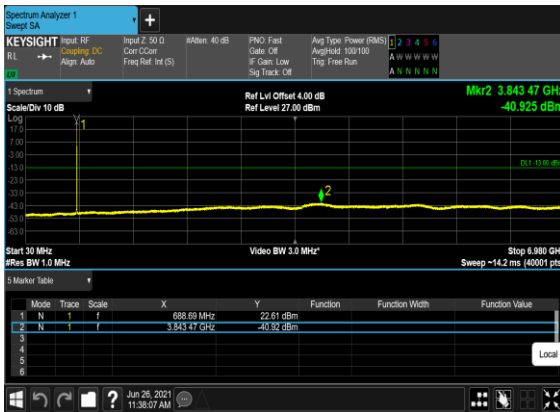 Spectrum Analyzer 1
Swept SA
KEYSIGHT Input: RF Input Z: 50 Ω #Atten: 40 dB PNO: Fast Avg Type: Power (RMS) 1 2 3 4 5 6
RL Coupling: DC Corr CCorr Gate: Off Avg|Hold: 100/100 A W W W W W
Align: Auto Freq Ref: Int (S) IF Gain: Low Trig: Free Run
Sig Track: Off A N N N N N
1 Spectrum Ref Lvl Offset 4.00 dB Mkr2 3.843 47 GHz
Scale/Div 10 dB Ref Level 27.00 dBm -40.925 dBm
Log
17.0
7.00
-3.00
-13.0 DL1 -13.00 dBm
-23.0
-33.0
-43.0
-53.0
-63.0
1
2
Start 30 MHz Video BW 3.0 MHz* Stop 6.980 GH
#Res BW 1.0 MHz Sweep ~14.2 ms (40001 pts
5 Marker Table
Mode Trace Scale X Y Function Function Width Function Value
1 N 1 f 688.69 MHz 22.61 dBm
2 N 1 f 3.843 47 GHz -40.92 dBm
3
4
5
6
Local
Jun 26, 2021
11:38:07 AM